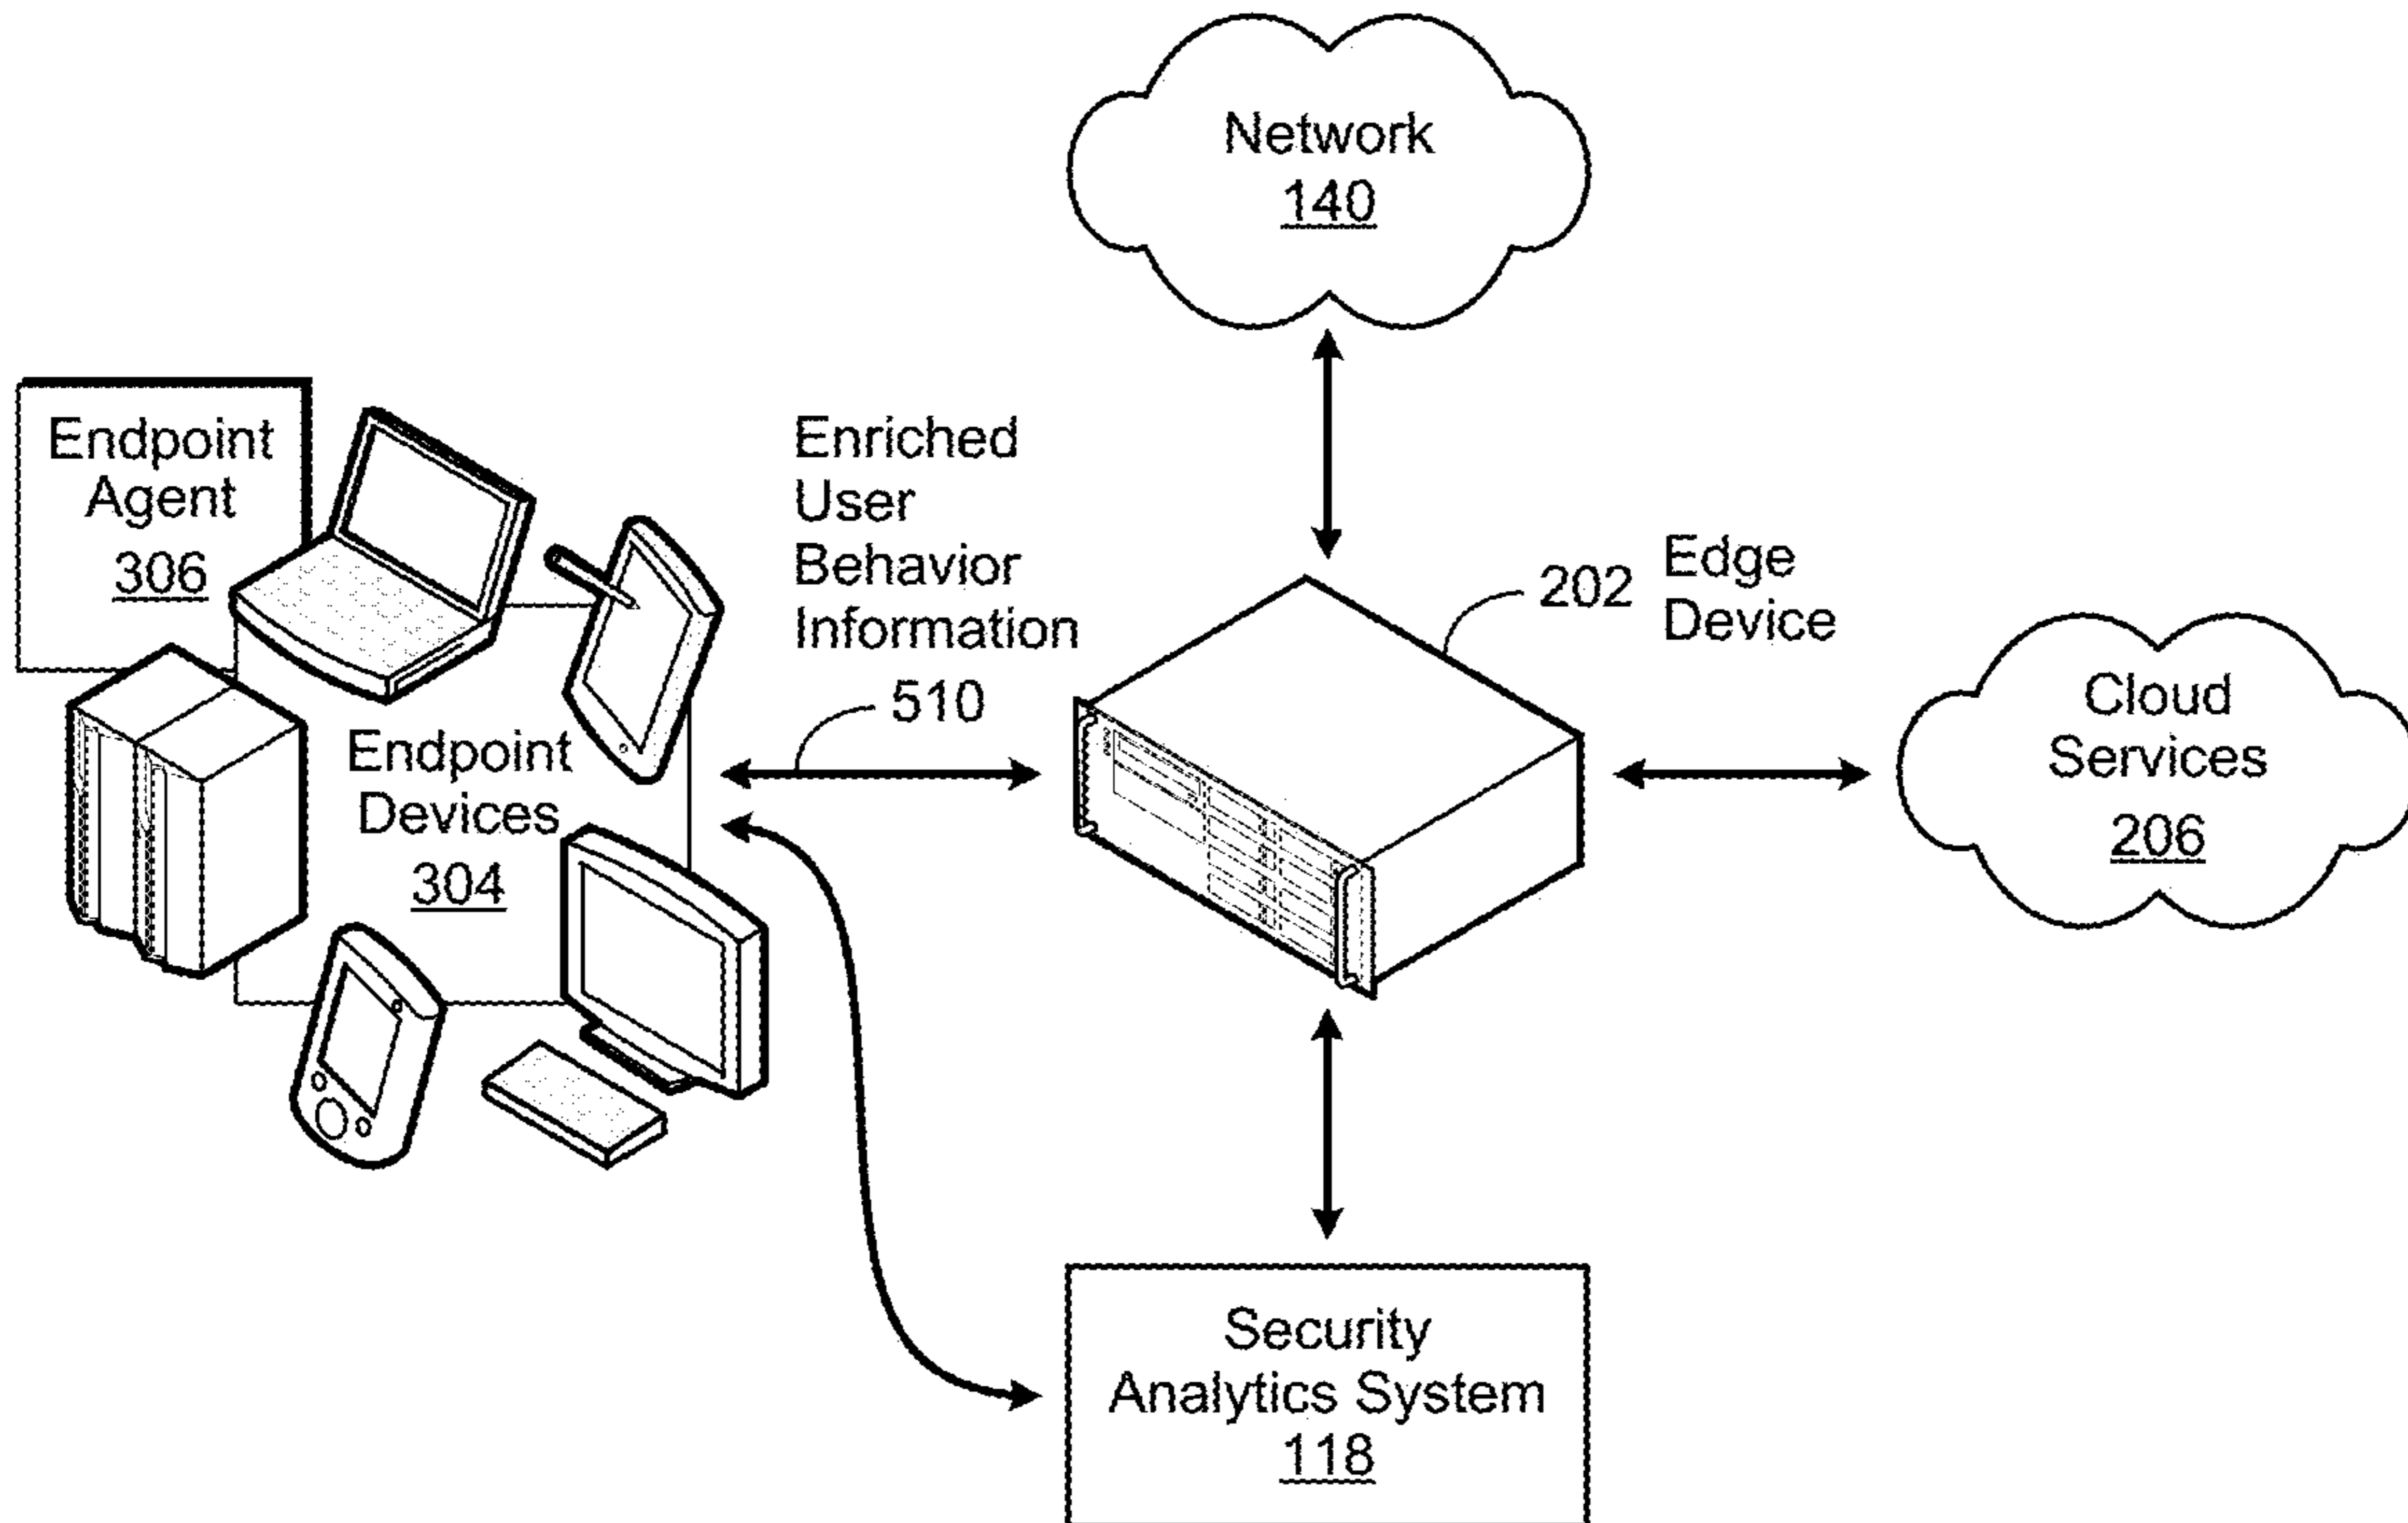 Network
140
Endpoint
Agent
306
Enriched
User
Behavior
Information
510
202
Edge
Device
Cloud
Services
206
Endpoint
Devices
304
Security
Analytics System
118